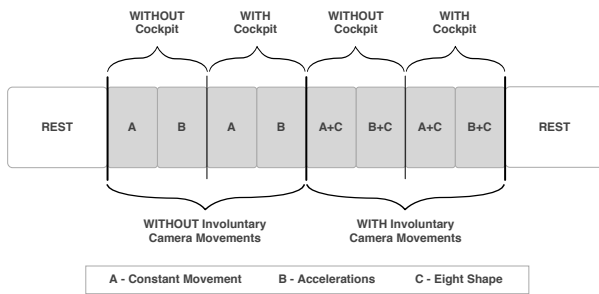 WITHOUT
Cockpit
WITH
Cockpit
WITHOUT
Cockpit
WITH
Cockpit
REST
A
B
A
B
A+C
B+C
A+C
B+C
REST
WITHOUT Involuntary
Camera Movements
WITH Involuntary
Camera Movements
A - Constant Movement B - Accelerations C - Eight Shape